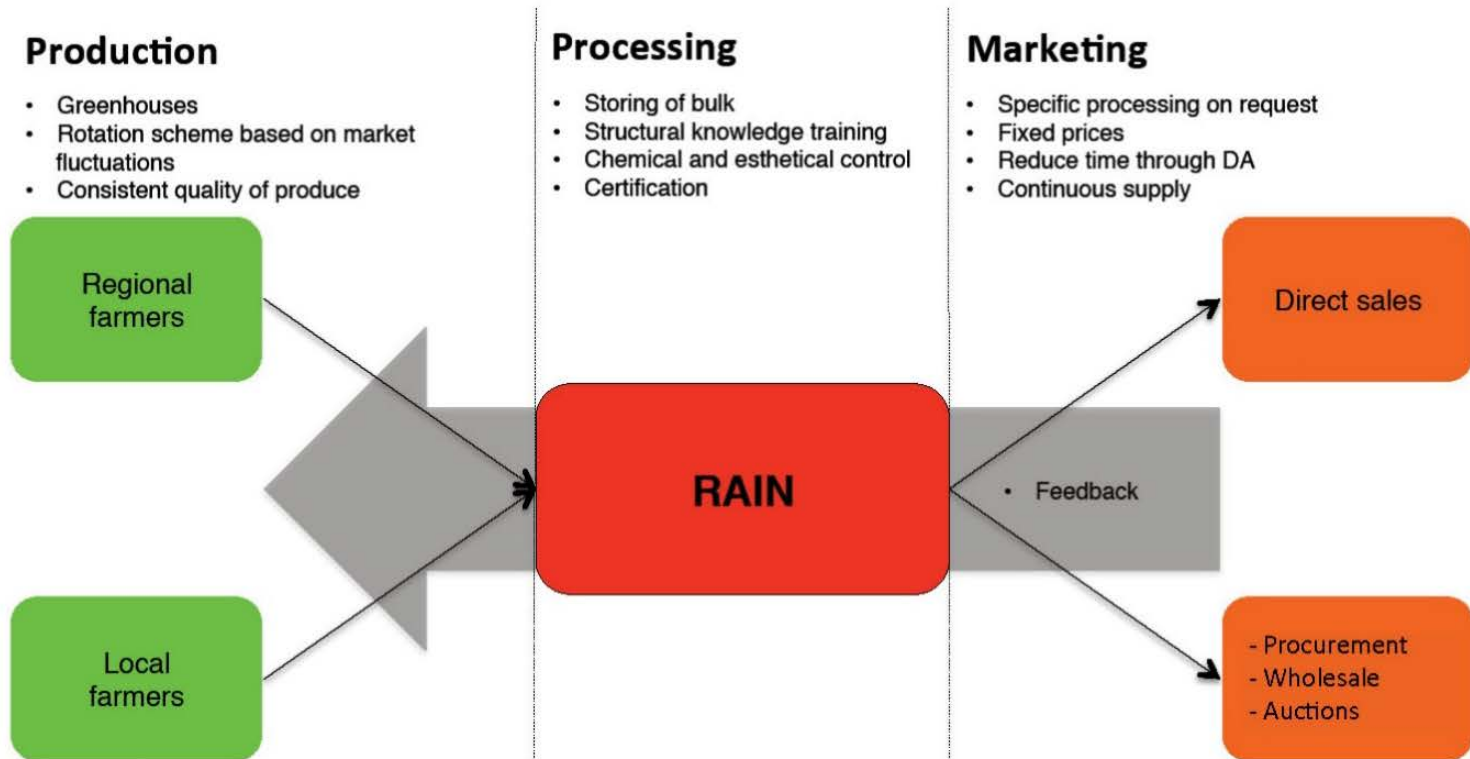 Production
• Greenhouses
• Rotation scheme based on market
fluctuations
• Consistent quality of produce
Processing
• Storing of bulk
• Structural knowledge training
• Chemical and esthetical control
• Certification
Marketing
• Specific processing on request
• Fixed prices
• Reduce time through DA
• Continuous supply
Regional
farmers
Local
farmers
RAIN
• Feedback
Direct sales
- Procurement
- Wholesale
- Auctions